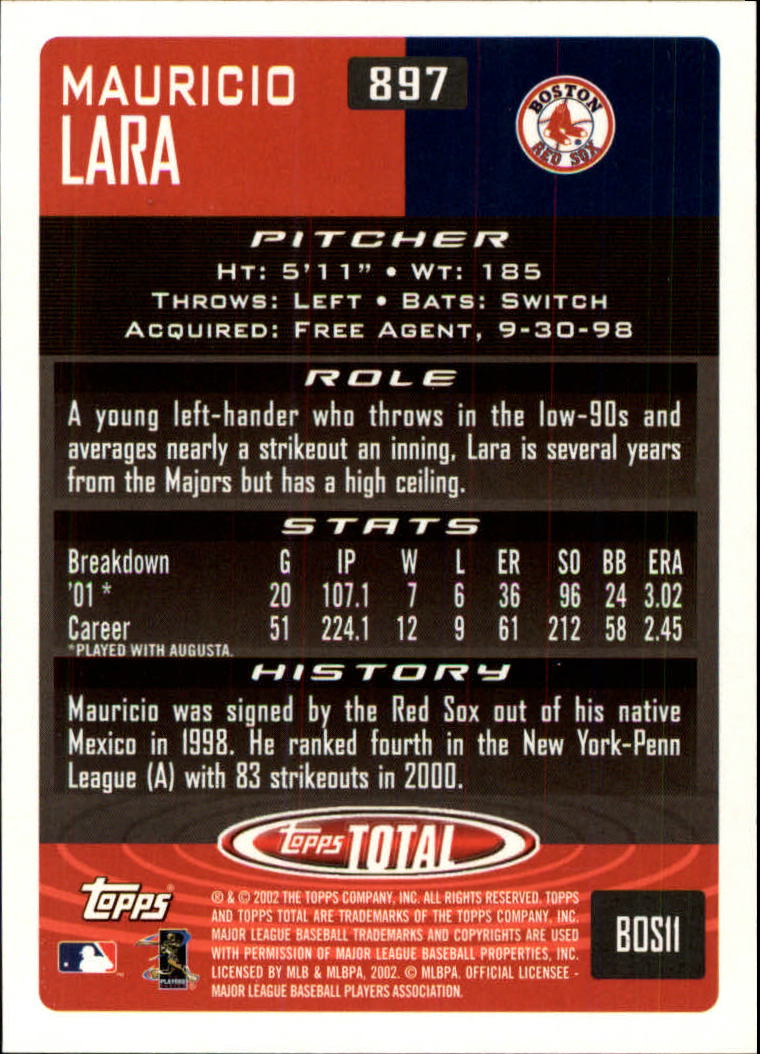 MAURICIO
LARA
897
BOSTON
RED SOX
PITCHER
HT: 5'11" • WT: 185
THROWS: LEFT • BATS: SWITCH
ACQUIRED: FREE AGENT, 9-30-98
ROLE
A young left-hander who throws in the low-90s and
averages nearly a strikeout an inning, Lara is several years
from the Majors but has a high ceiling.
STATS
Breakdown G IP W L ER SO BB ERA
'01 * 20 107.1 7 6 36 96 24 3.02
Career 51 224.1 12 9 61 212 58 2.45
*PLAYED WITH AUGUSTA.
HISTORY
Mauricio was signed by the Red Sox out of his native
Mexico in 1998. He ranked fourth in the New York-Penn
League (A) with 83 strikeouts in 2000.
topps TOTAL
topps®
® & © 2002 THE TOPPS COMPANY, INC. ALL RIGHTS RESERVED. TOPPS
AND TOPPS TOTAL ARE TRADEMARKS OF THE TOPPS COMPANY, INC.
MAJOR LEAGUE BASEBALL TRADEMARKS AND COPYRIGHTS ARE USED
WITH PERMISSION OF MAJOR LEAGUE BASEBALL PROPERTIES, INC.
LICENSED BY MLB & MLBPA, 2002. © MLBPA. OFFICIAL LICENSEE -
MAJOR LEAGUE BASEBALL PLAYERS ASSOCIATION.
PLAYERS
BOS11